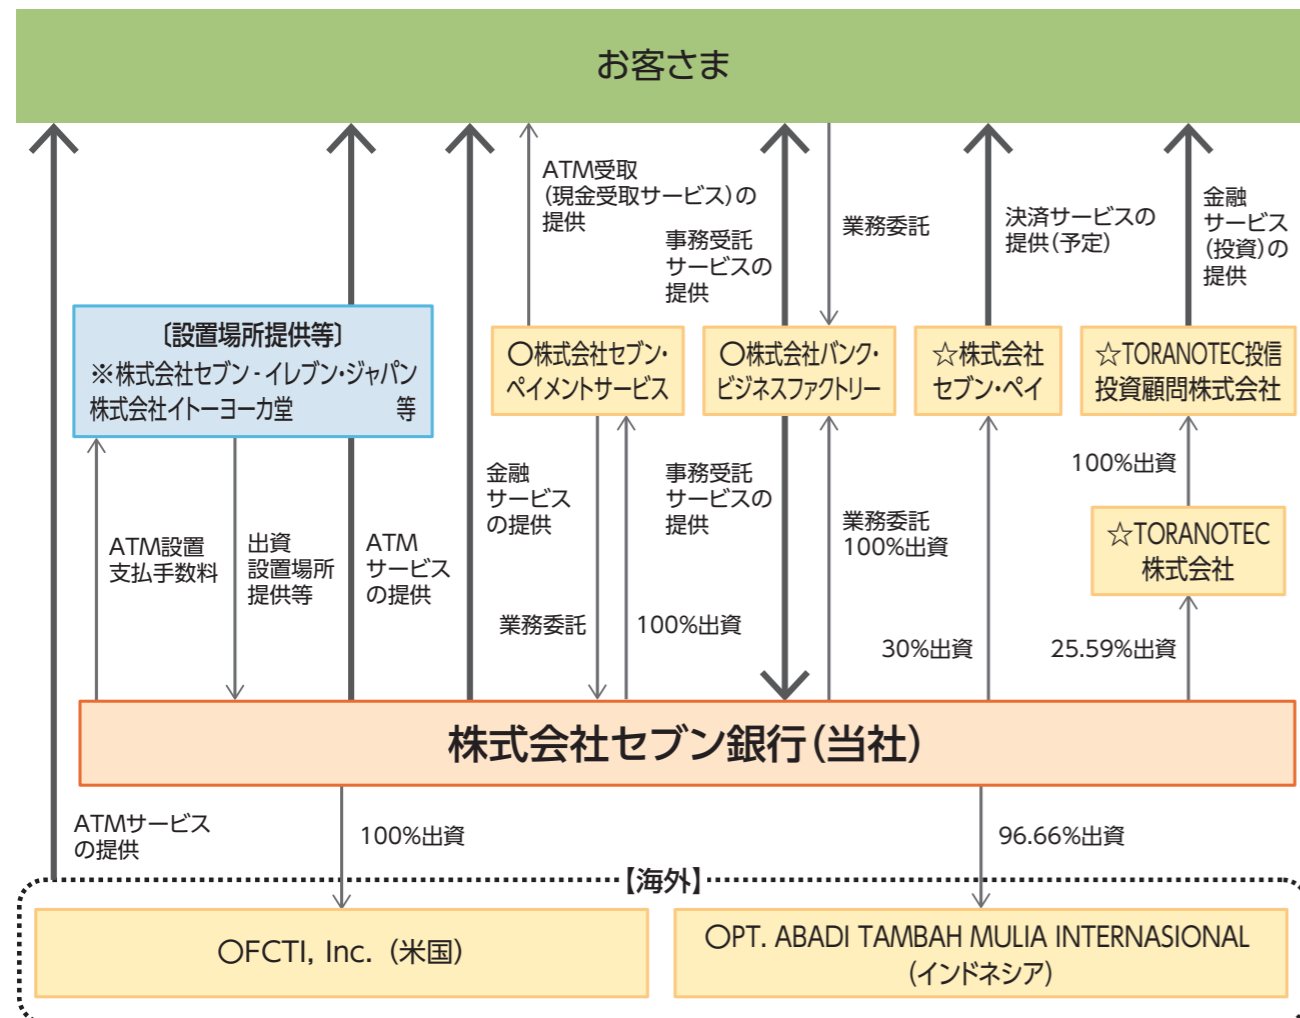 お客さま
ATM受取
(現金受取サービス)の
提供
事務受託
サービスの
提供
業務委託
決済サービスの
提供(予定)
金融
サービス
(投資)の
提供
〔設置場所提供等〕
※株式会社セブン‐イレブン・ジャパン
株式会社イトーヨーカ堂 等
〇株式会社セブン・
ペイメントサービス
〇株式会社バンク・
ビジネスファクトリー
☆株式会社
セブン・ペイ
☆TORANOTEC投信
投資顧問株式会社
ATM設置
支払手数料
出資
設置場所
提供等
ATM
サービス
の提供
金融
サービス
の提供
業務委託
100%出資
事務受託
サービスの
提供
業務委託
100%出資
30%出資
100%出資
☆TORANOTEC
株式会社
25.59%出資
株式会社セブン銀行(当社)
ATMサービス
の提供
100%出資
96.66%出資
【海外】
〇FCTI, Inc. (米国)
〇PT. ABADI TAMBAH MULIA INTERNASIONAL
(インドネシア)